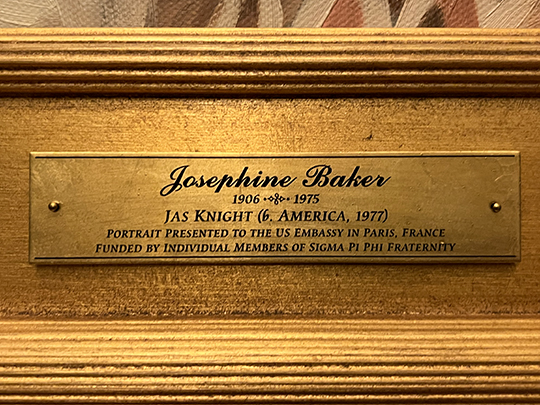 Josephine Baker
1906 1975
JAS KNIGHT (6. AMERICA, 1977)
PORTRAIT PRESENTED TO THE US EMBASSY IN PARIS, FRANCE
FUNDED BY INDIVIDUAL MEMBERS OF SIGMA PI PHI FRATERNITY